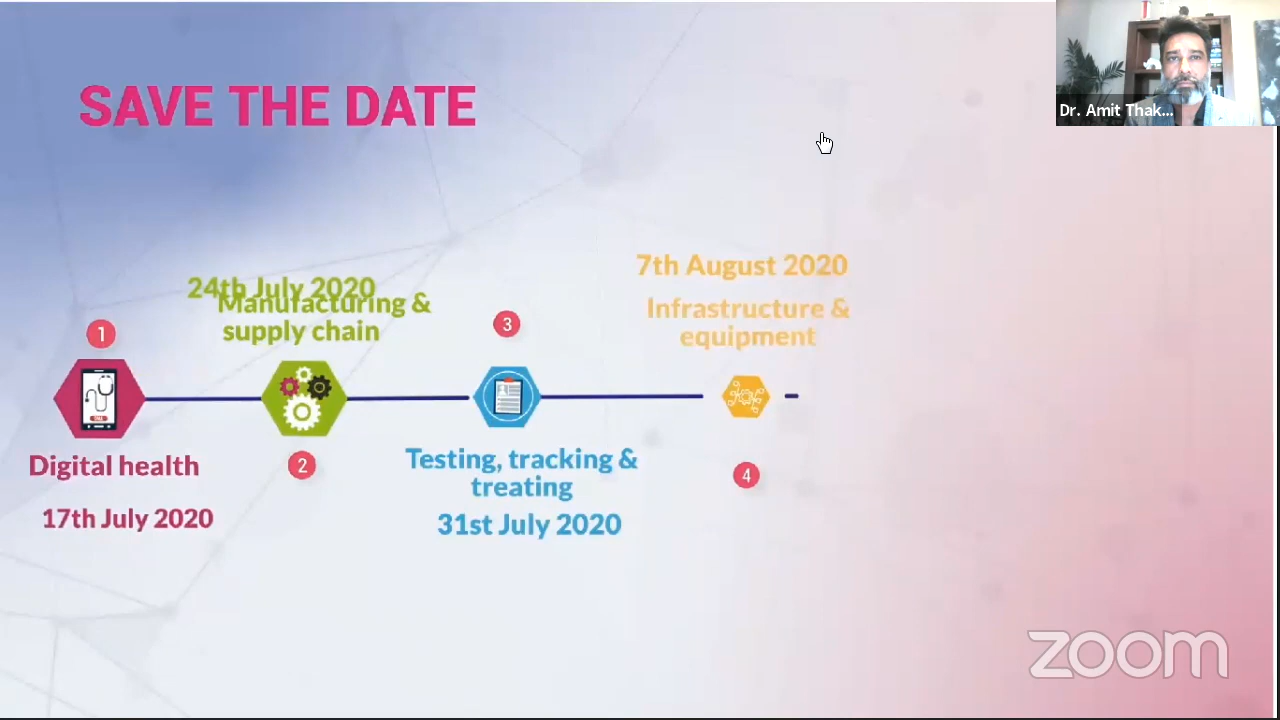 SAVE THE DATE
Dr. Amit Thak...
1
Digital health
17th July 2020
24th July 2020
Manufacturing &
supply chain
2
3
Testing, tracking &
treating
31st July 2020
7th August 2020
Infrastructure &
equipment
4
zoom